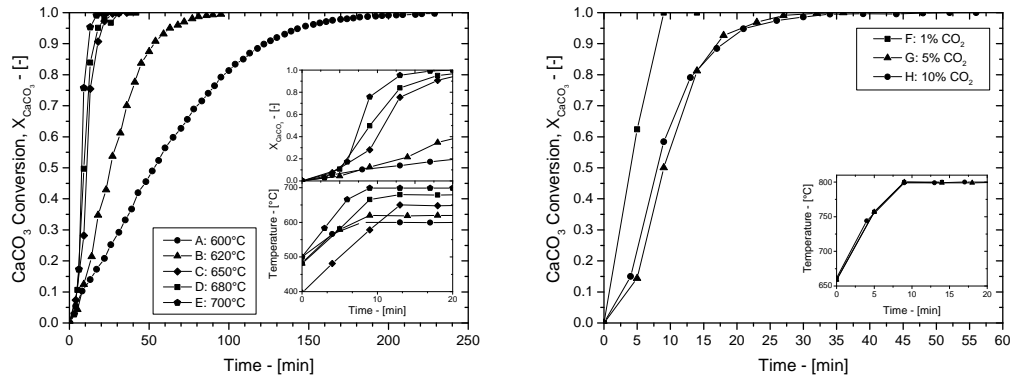 CaCO3 Conversion, XCaCO3 - [-]
1.0
0.9
0.8
0.7
0.6
0.5
0.4
0.3
0.2
0.1
0.0
0 50 100 150 200 250
Time - [min]
A: 600°C
B: 620°C
C: 650°C
D: 680°C
E: 700°C
XCaCO3 - [-]
1.0
0.8
0.6
0.4
0.2
0.0
Temperature - [°C]
700
600
500
400
0 5 10 15 20
Time - [min]
CaCO3 Conversion, XCaCO3 - [-]
1.0
0.9
0.8
0.7
0.6
0.5
0.4
0.3
0.2
0.1
0.0
0 5 10 15 20 25 30 35 40 45 50 55 60
Time - [min]
F: 1% CO2
G: 5% CO2
H: 10% CO2
Temperature - [°C]
800
750
700
650
0 5 10 15 20
Time - [min]